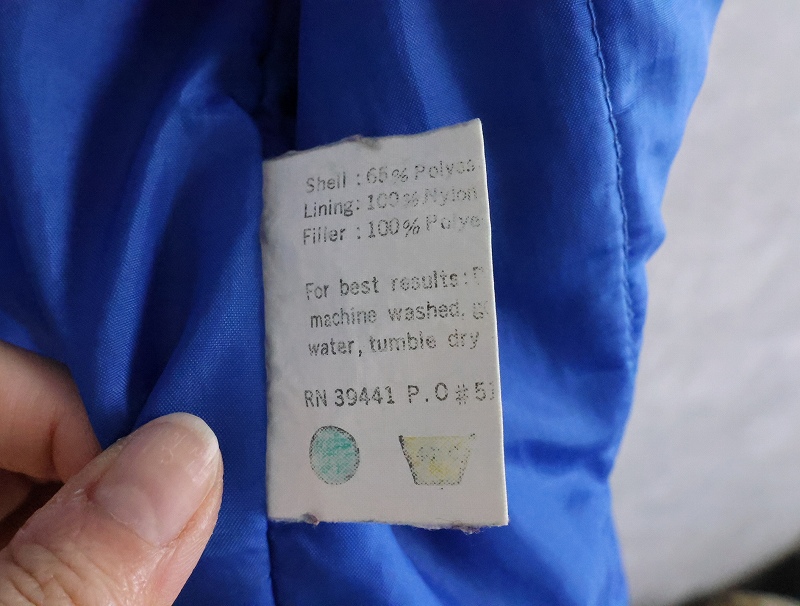 Shell : 65% Polyes
Lining: 100% Nylon
Filler : 100% Polye
For best results:
machine washed,
water, tumble dry
RN 39441 P.O # 51